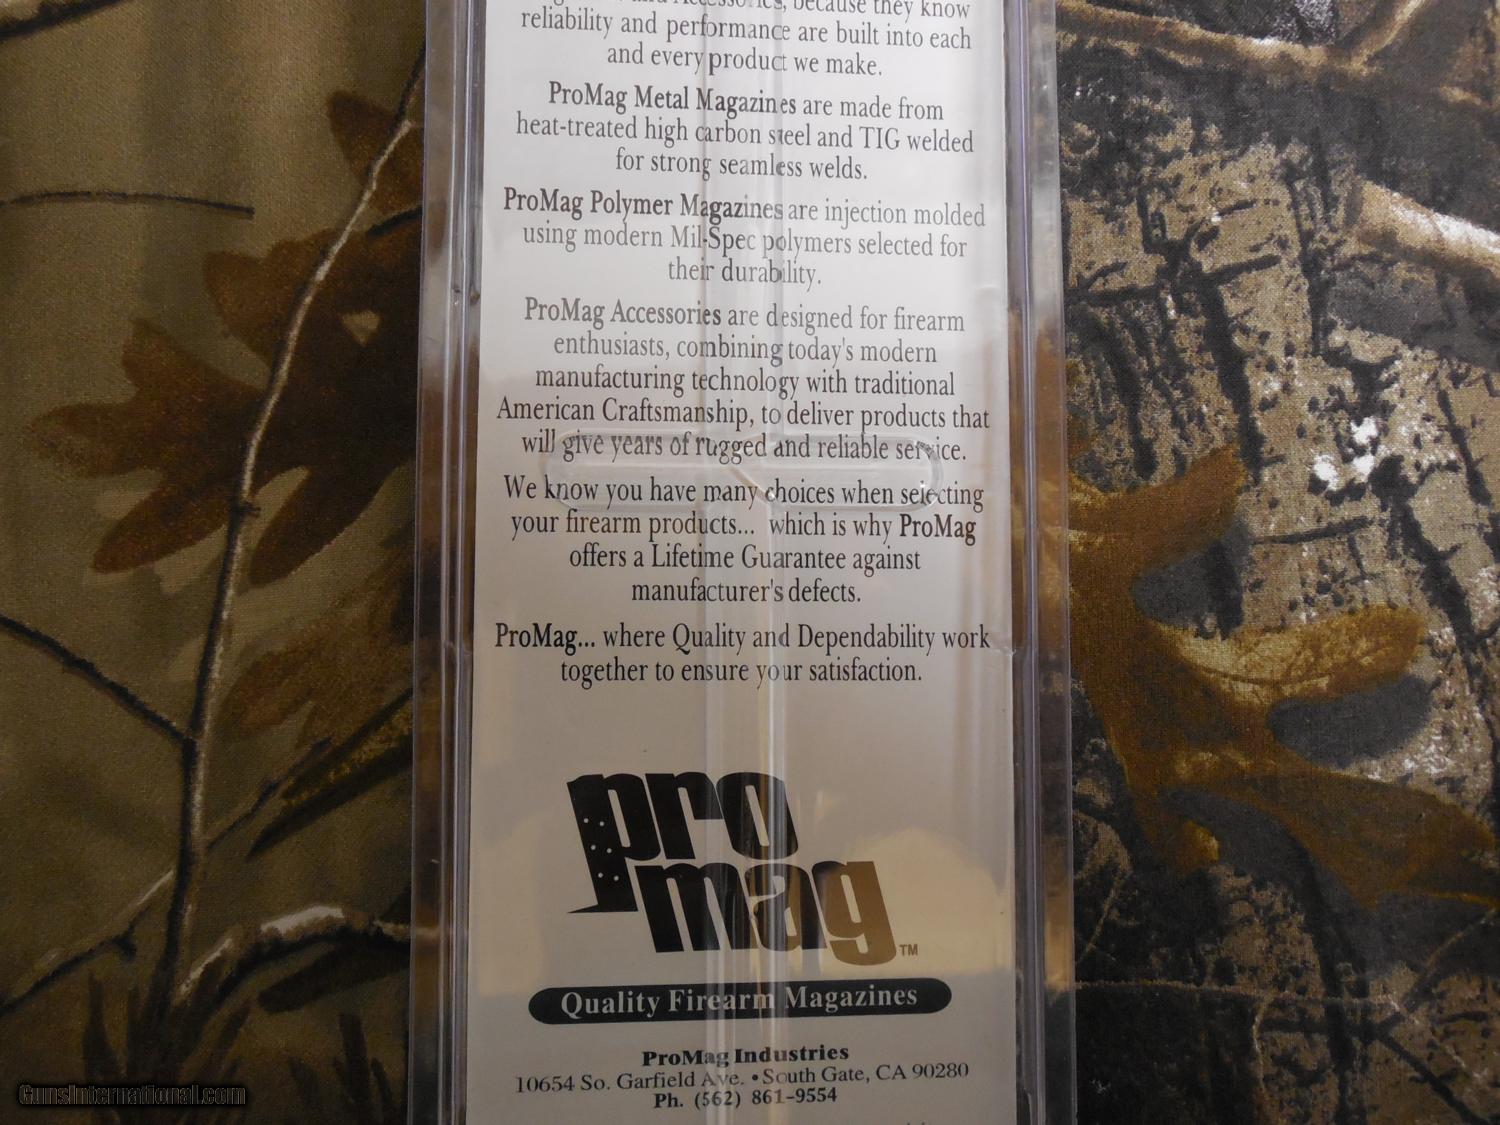 because they know
reliability and performance are built into each
and every product we make.
ProMag Metal Magazines are made from
heat-treated high carbon steel and TIG welded
for strong seamless welds.
ProMag Polymer Magazines are injection molded
using modern Mil-Spec polymers selected for
their durability.
ProMag Accessories are designed for firearm
enthusiasts, combining today's modern
manufacturing technology with traditional
American Craftsmanship, to deliver products that
will give years of rugged and reliable service.
We know you have many choices when selecting
your firearm products... which is why ProMag
offers a Lifetime Guarantee against
manufacturer's defects.
ProMag... where Quality and Dependability work
together to ensure your satisfaction.
pro
mag™
Quality Firearm Magazines
ProMag Industries
10654 So. Garfield Ave. • South Gate, CA 90280
Ph. (562) 861-9554
GunsInternational.com